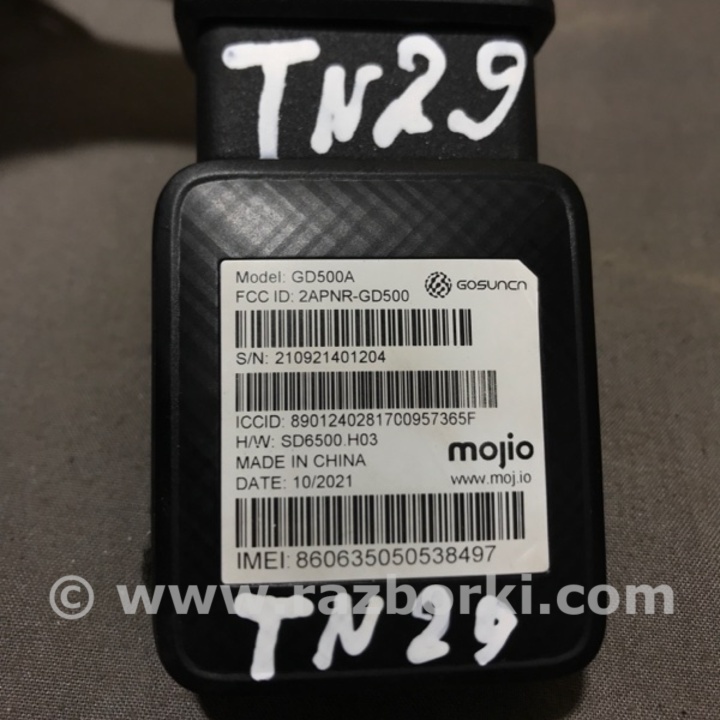 TN29
Model: GD500A
GOSUNCN
FCC ID: 2APNR-GD500
S/N: 210921401204
ICCID: 8901240281700957365F
H/W: SD6500.H03
MADE IN CHINA
mojio
DATE: 10/2021
www.moj.io
IMEI: 860635050538497
© www.razborki.com
TN29